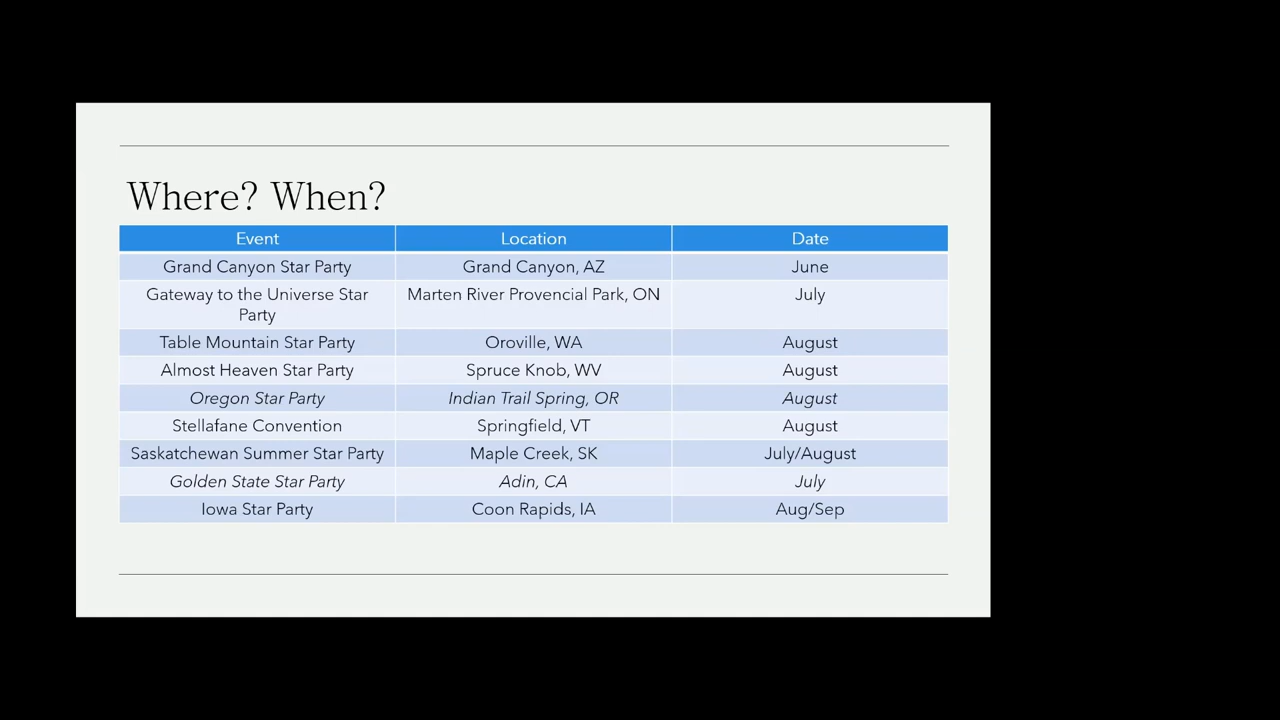 Where? When?
Event Location Date
Grand Canyon Star Party Grand Canyon, AZ June
Gateway to the Universe Star Marten River Provencial Park, ON July
Party
Table Mountain Star Party Oroville, WA August
Almost Heaven Star Party Spruce Knob, WV August
Oregon Star Party Indian Trail Spring, OR August
Stellafane Convention Springfield, VT August
Saskatchewan Summer Star Party Maple Creek, SK July/August
Golden State Star Party Adin, CA July
Iowa Star Party Coon Rapids, IA Aug/Sep